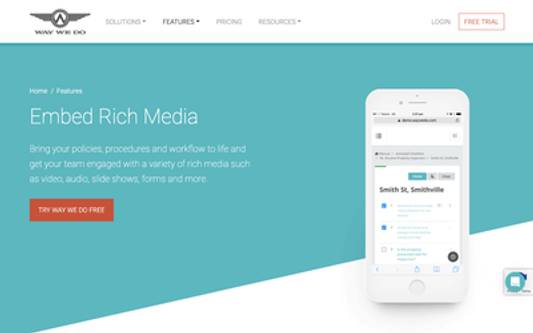 WAY WE DO
SOLUTIONS
FEATURES
PRICING
RESOURCES
LOGIN
FREE TRIAL
Home / Features
Embed Rich Media
Bring your policies, procedures and workflow to life and
get your team engaged with a variety of rich media such
as video, audio, slide shows, forms and more.
TRY WAY WE DO FREE
Smith St, Smithville